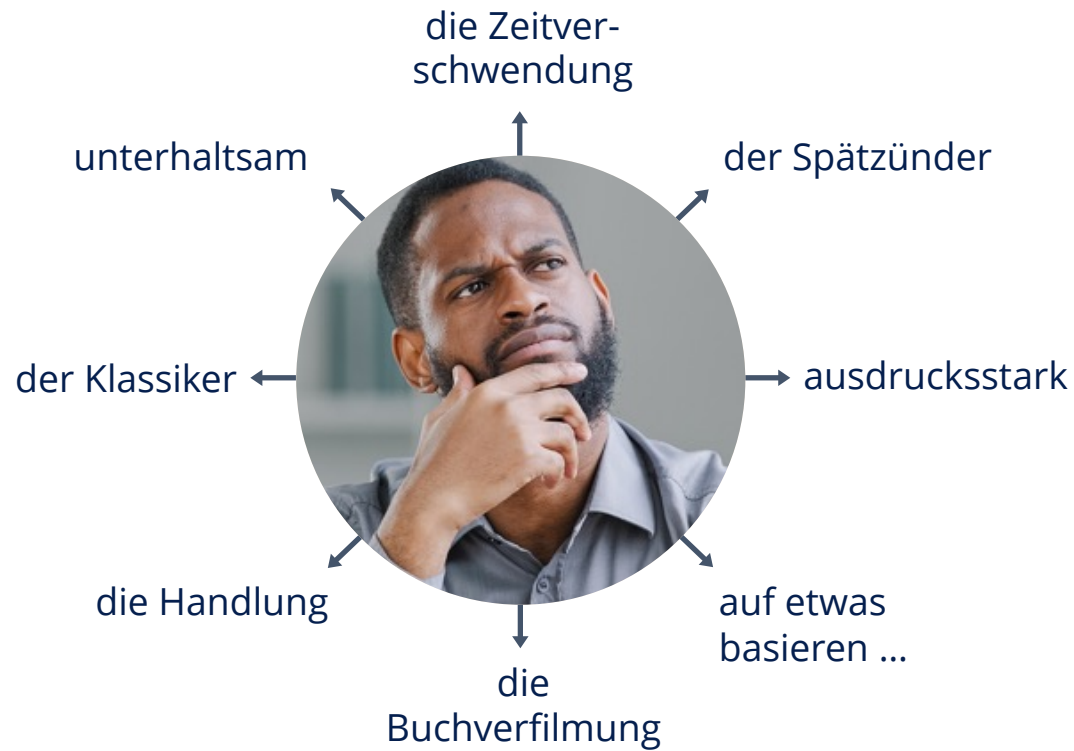 die Zeitver-
schwendung
unterhaltsam
der Spätzünder
der Klassiker
ausdrucksstark
die Handlung
auf etwas
basieren ...
die
Buchverfilmung